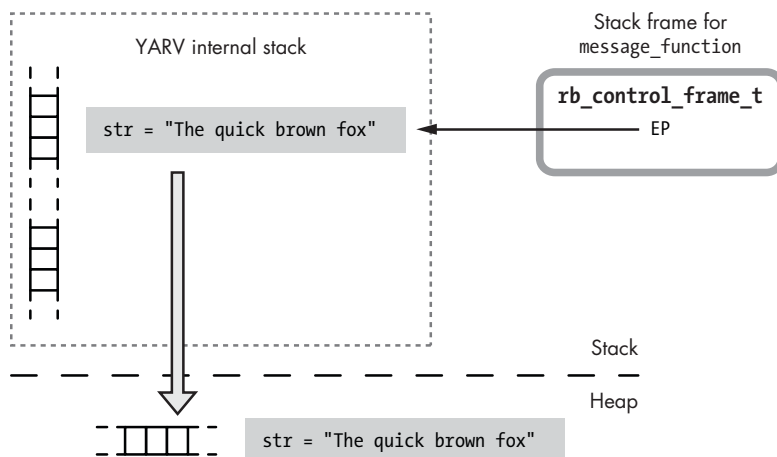 YARV internal stack
Stack frame for
message_function
rb_control_frame_t
EP
str = "The quick brown fox"
Stack
Heap
str = "The quick brown fox"